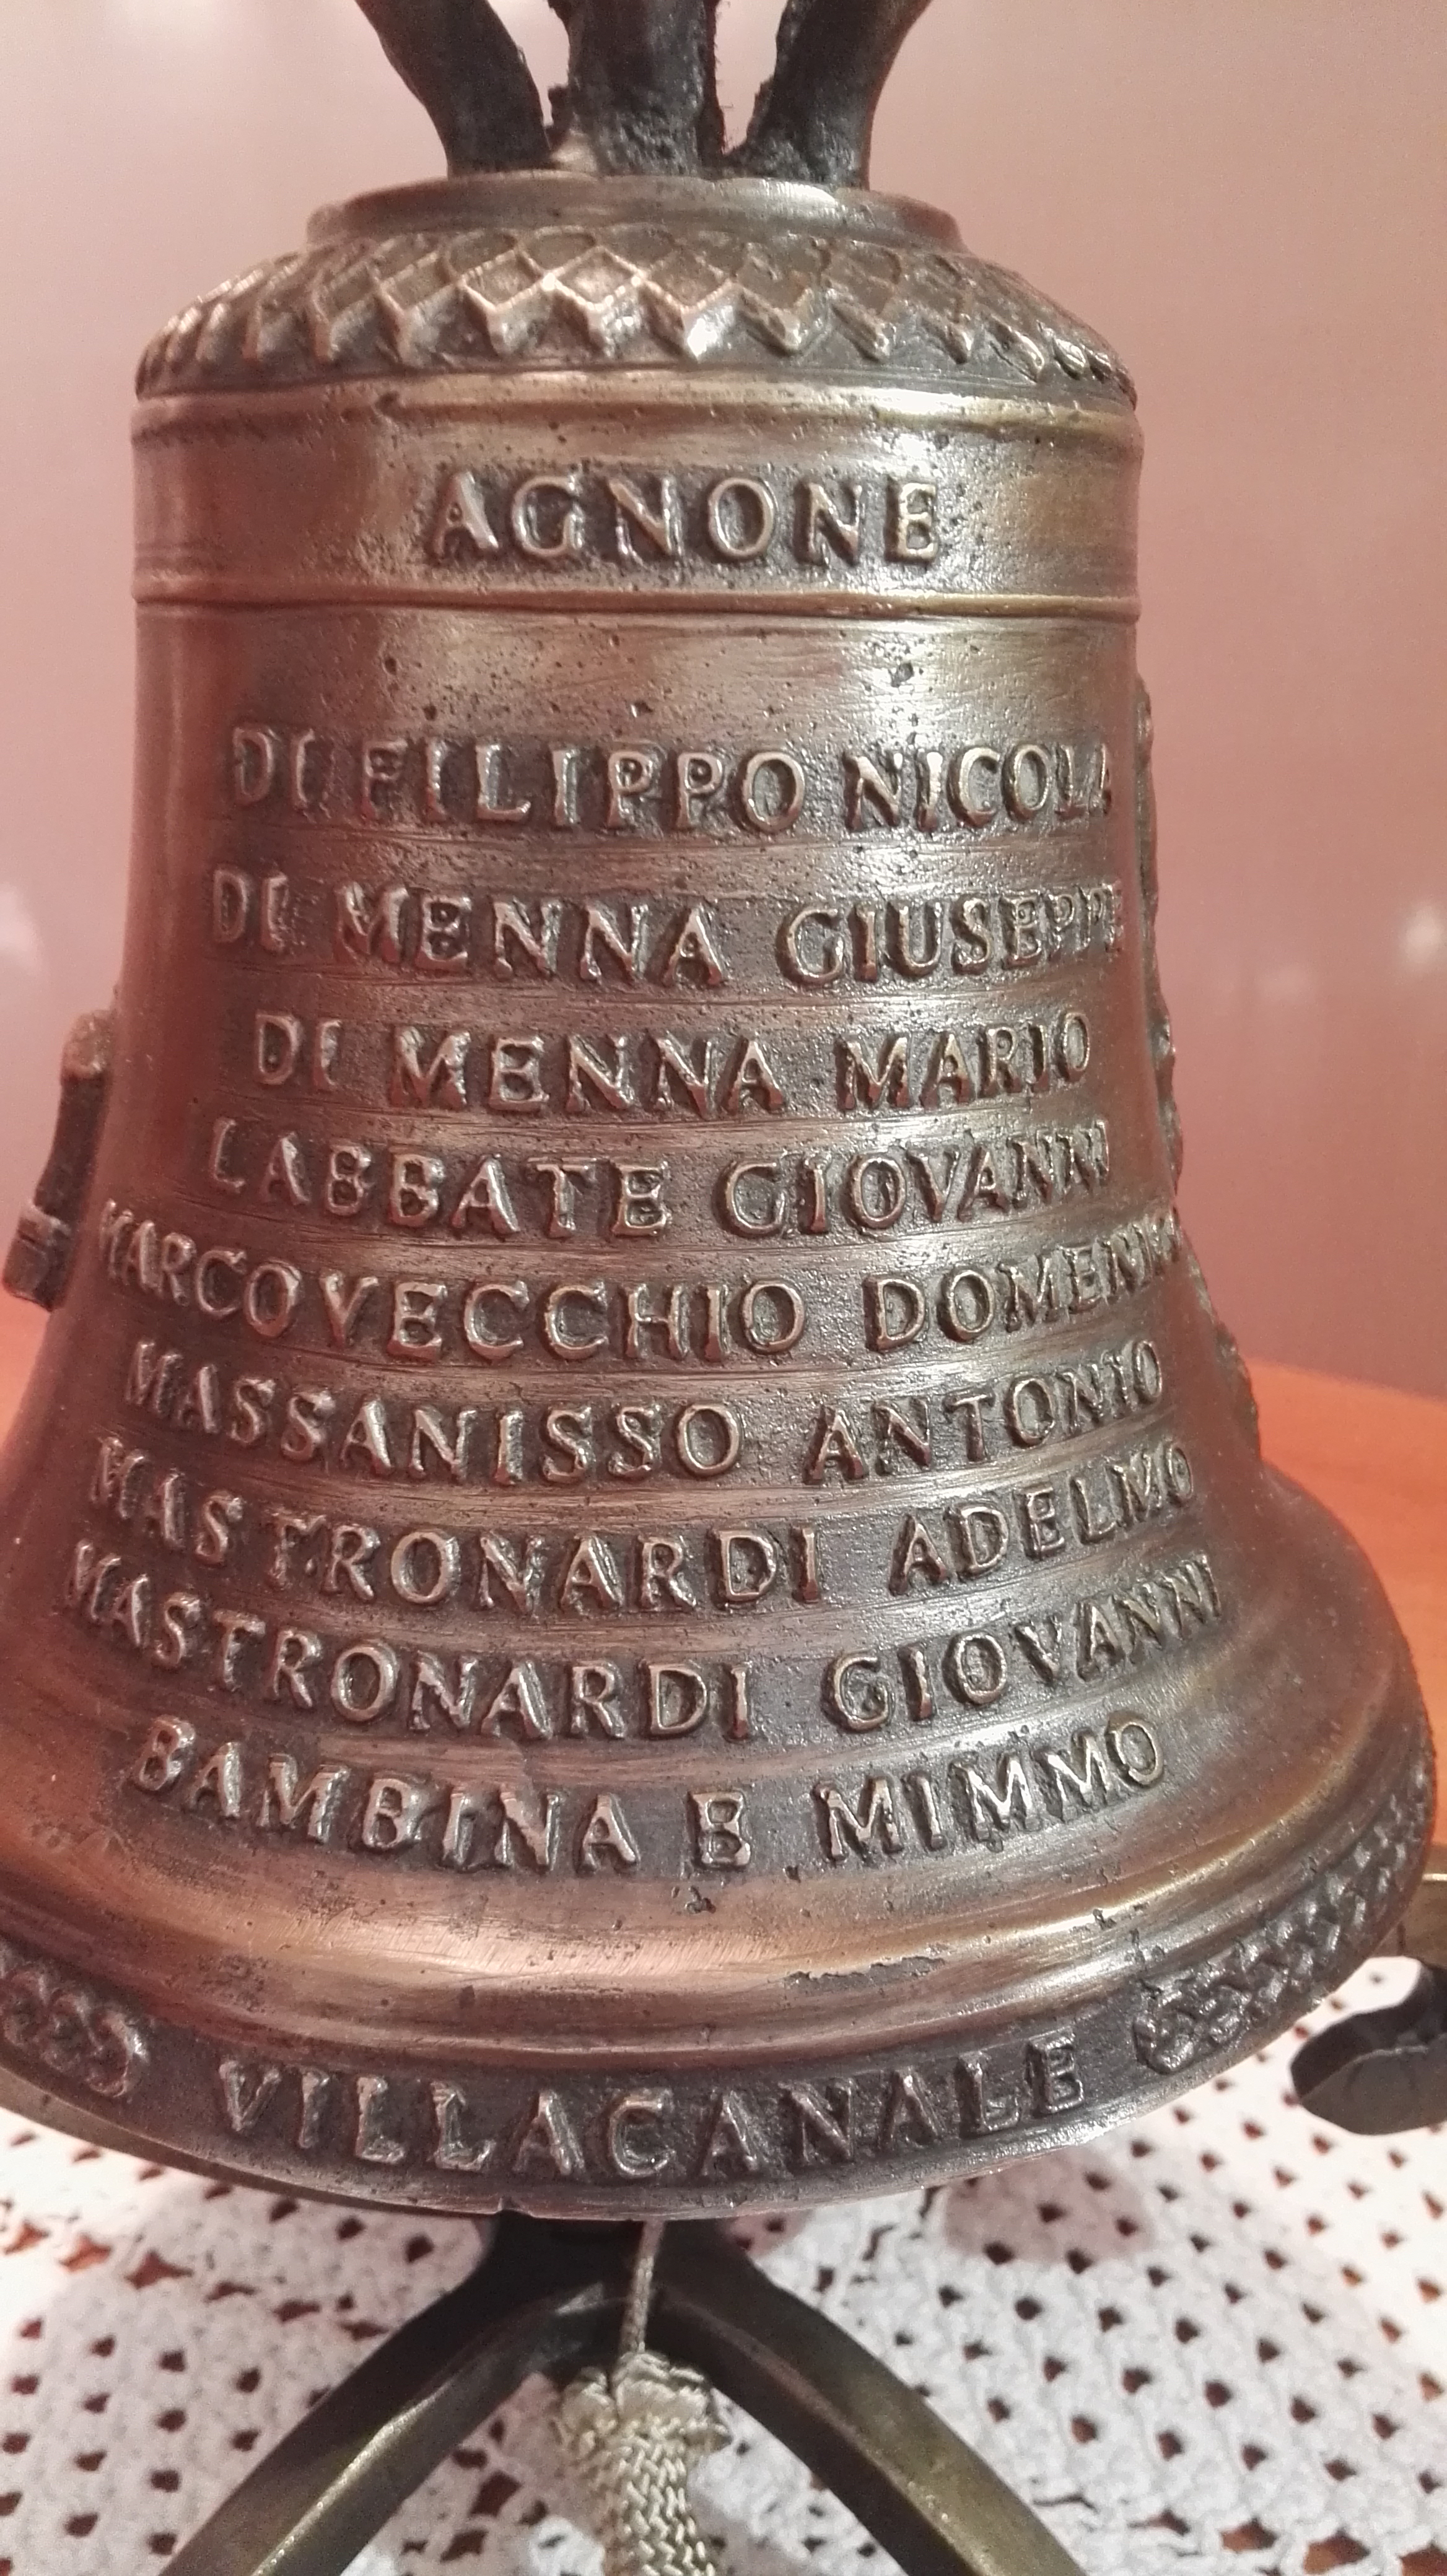 AGNONE
DI FILIPPO NICOLA
DI MENNA GIUSEPPE
DI MENNA MARIO
LABBATE GIOVANNI
MARCOVECCHIO
MASSANISSO ANTONIO
MASTRONARDI ADELMO
MASTRONARDI GIOVANNI
BAMBINA E MIMMO
VILLACANALE